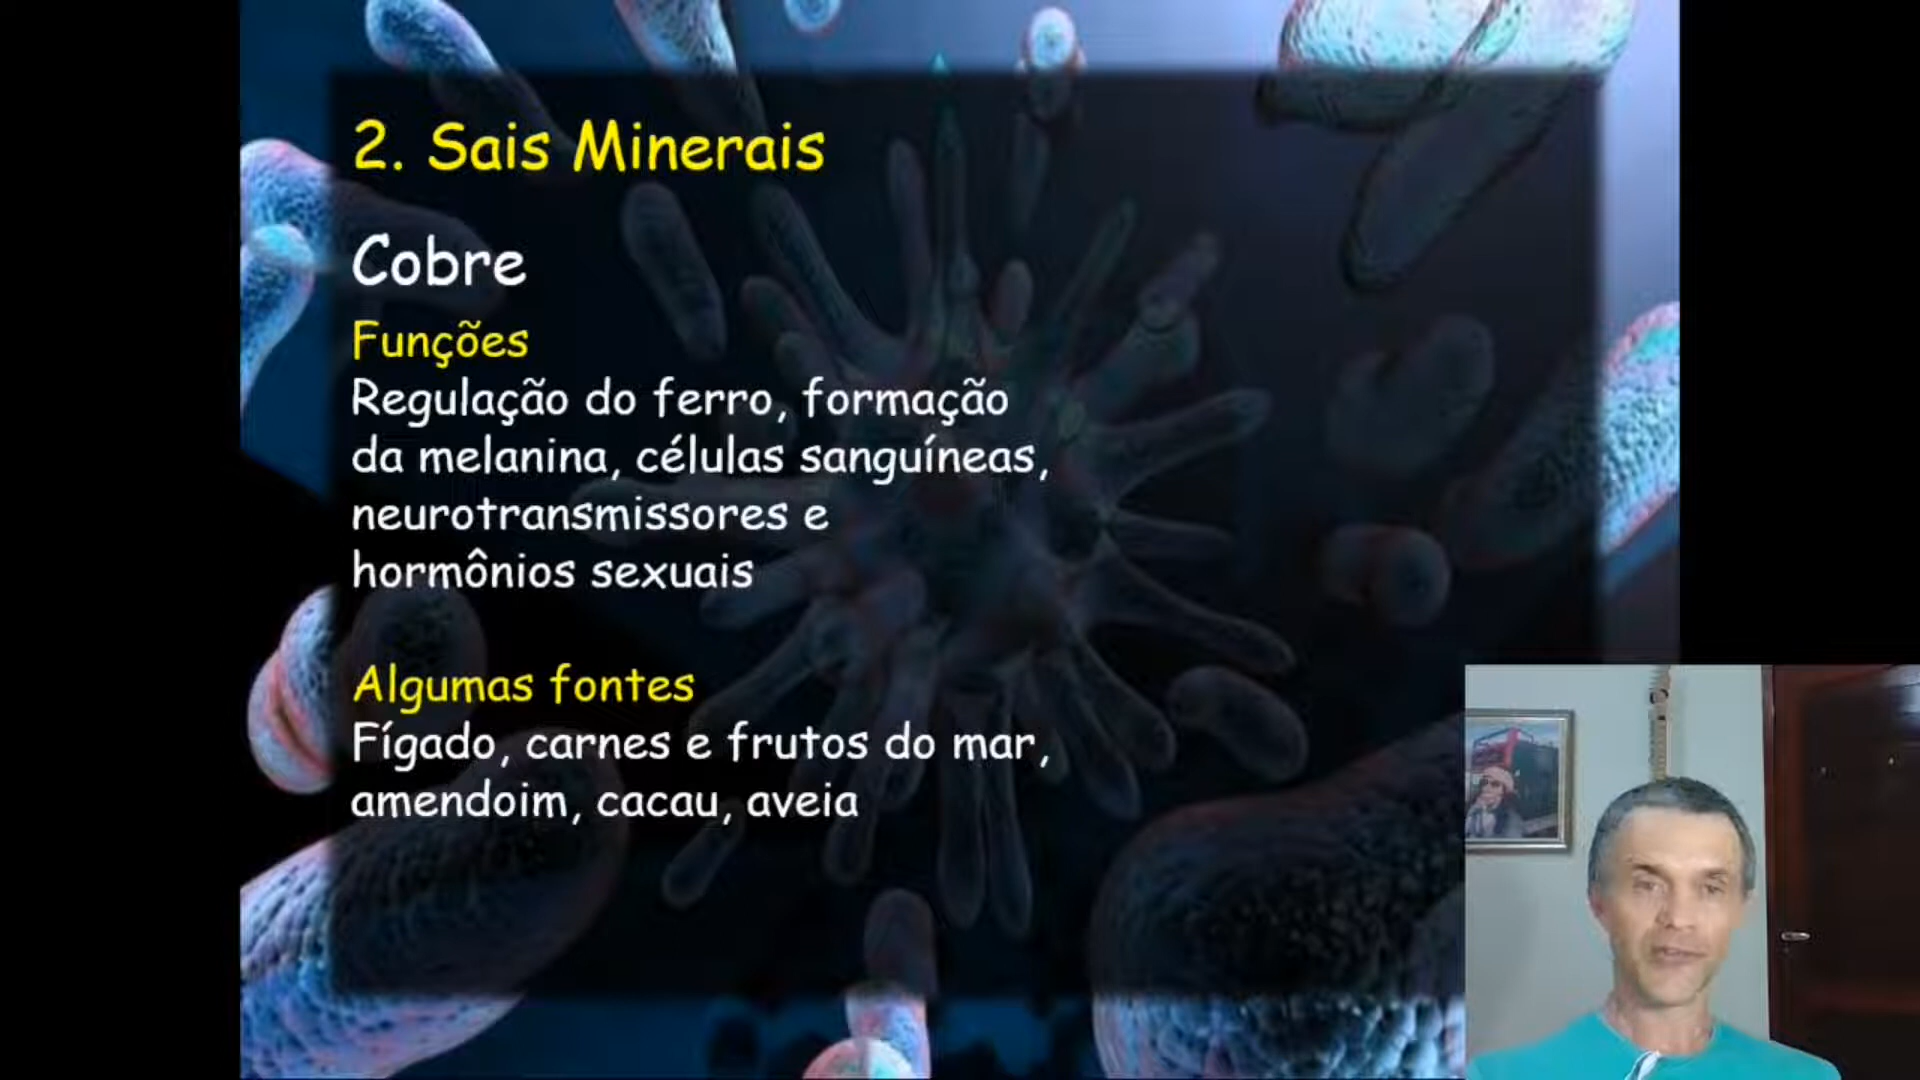 2. Sais Minerais
Cobre
Funções
Regulação do ferro, formação
da melanina, células sanguíneas,
neurotransmissores e
hormônios sexuais
Algumas fontes
Fígado, carnes e frutos do mar,
amendoim, cacau, aveia